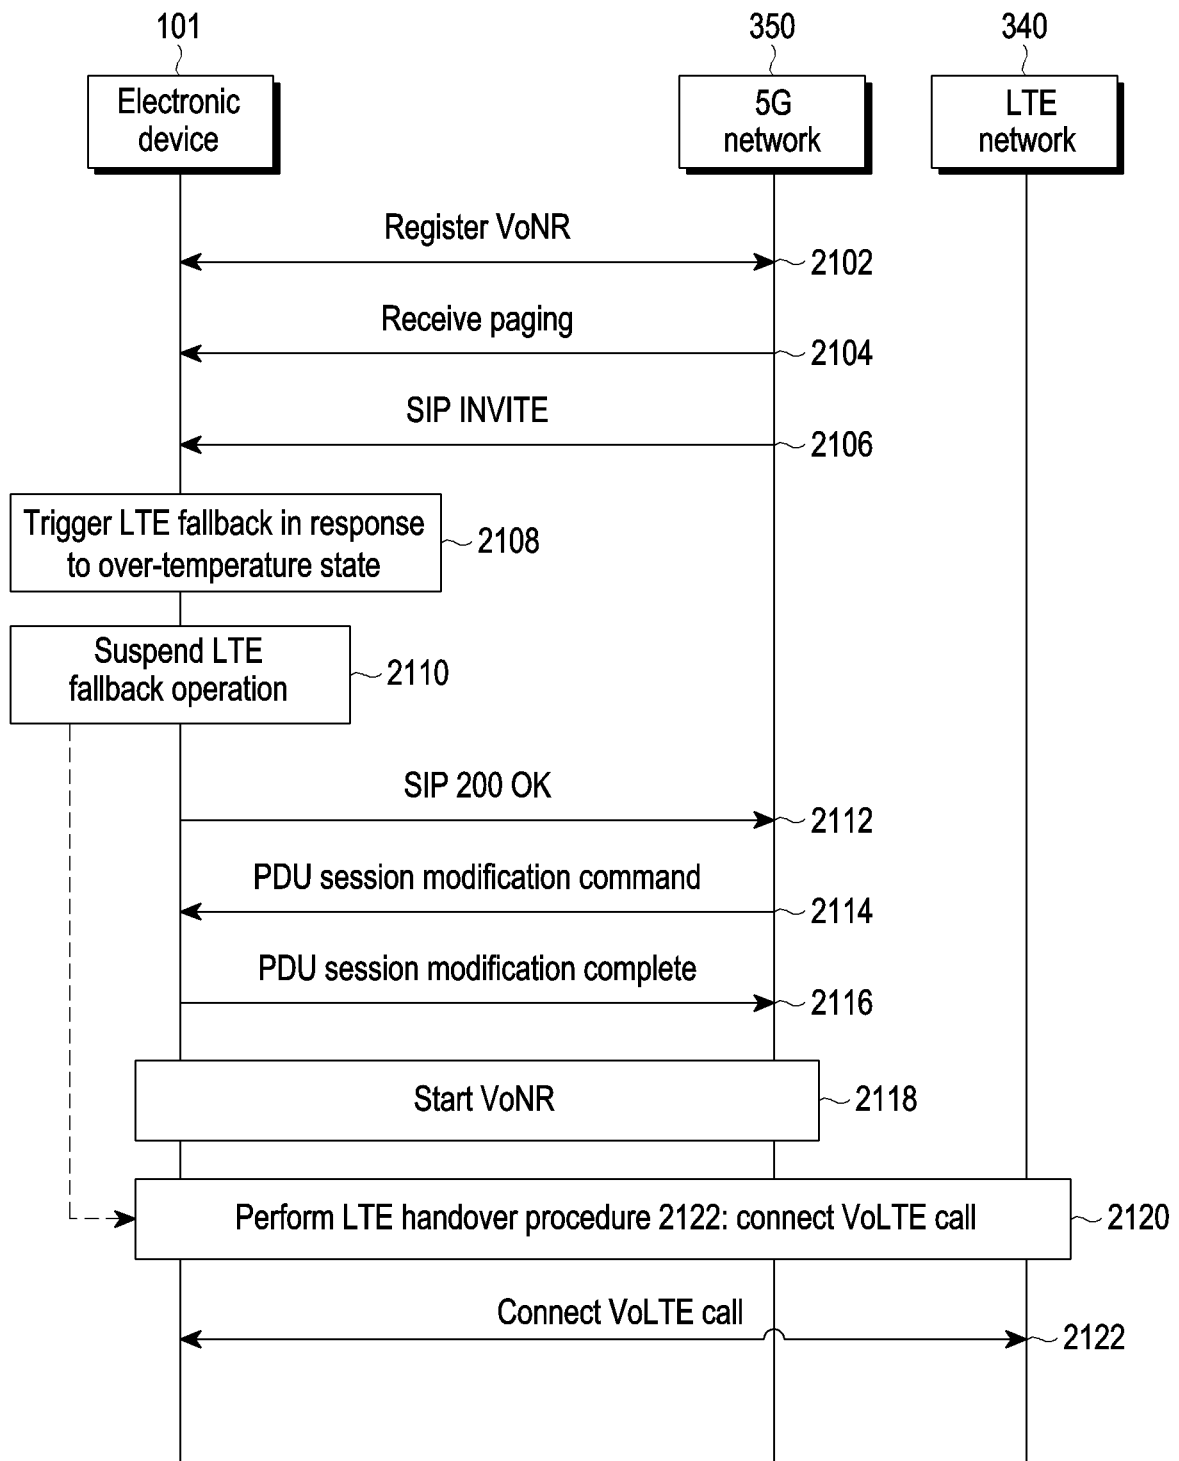 101
350
340
Electronic
device
5G
network
LTE
network
Register VoNR
2102
Receive paging
2104
SIP INVITE
2106
Trigger LTE fallback in response
to over-temperature state
2108
Suspend LTE
fallback operation
2110
SIP 200 OK
2112
PDU session modification command
2114
PDU session modification complete
2116
Start VoNR
2118
Perform LTE handover procedure 2122: connect VoLTE call
2120
Connect VoLTE call
2122